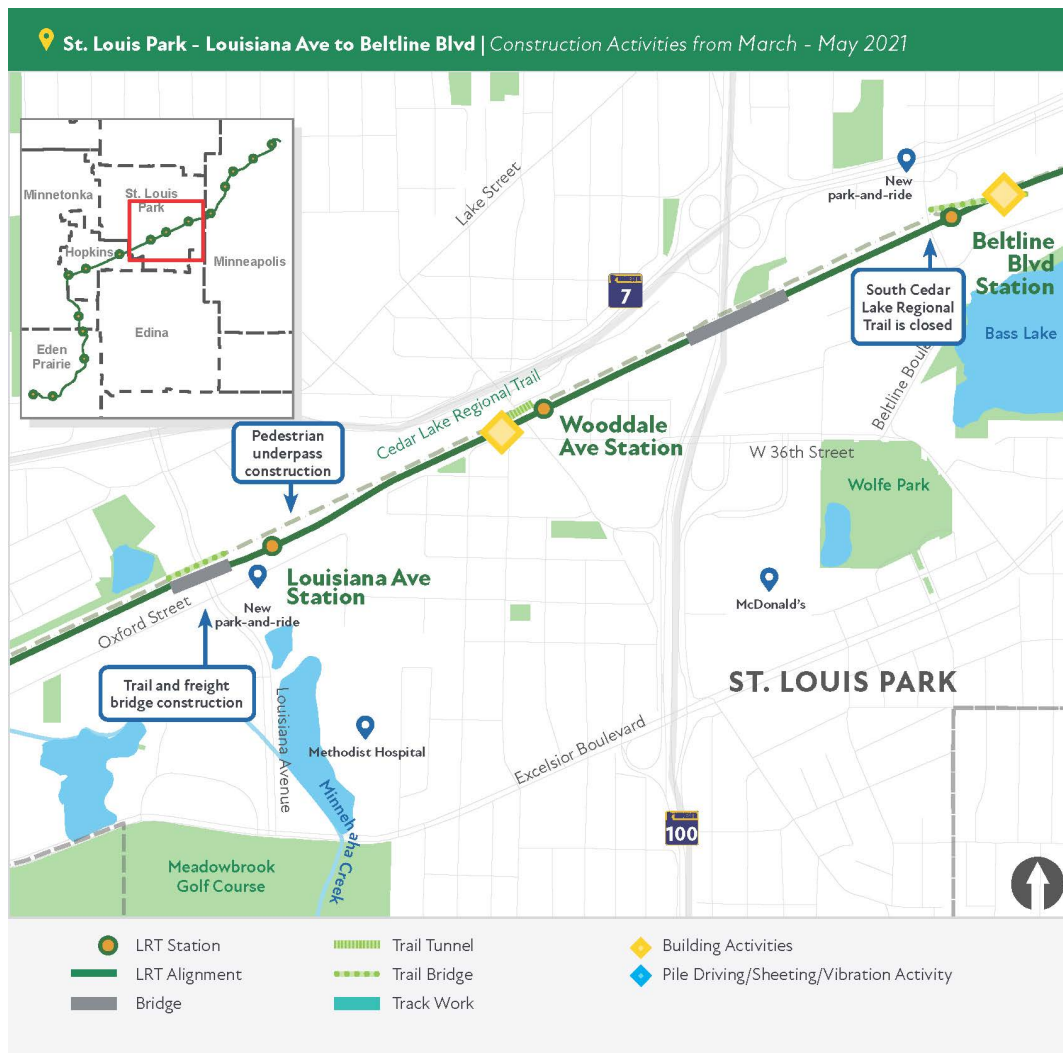 St. Louis Park - Louisiana Ave to Beltline Blvd | Construction Activities from March - May 2021
Minnetonka
St. Louis
Park
Hopkins
Minneapolis
Edina
Eden
Prairie
Lake Street
7
New
park-and-ride
Beltline
Blvd
Station
South Cedar
Lake Regional
Trail is closed
Bass Lake
Beltline Boule
Cedar Lake Regional Trail
Wooddale
Ave Station
W 36th Street
Wolfe Park
Pedestrian
underpass
construction
Louisiana Ave
Station
New
park-and-ride
Oxford Street
McDonald's
Trail and freight
bridge construction
Louisiana Avenue
Methodist Hospital
Minnehaha Creek
Excelsior Boulevard
ST. LOUIS PARK
100
Meadowbrook
Golf Course
LRT Station
LRT Alignment
Bridge
Trail Tunnel
Trail Bridge
Track Work
Building Activities
Pile Driving/Sheeting/Vibration Activity